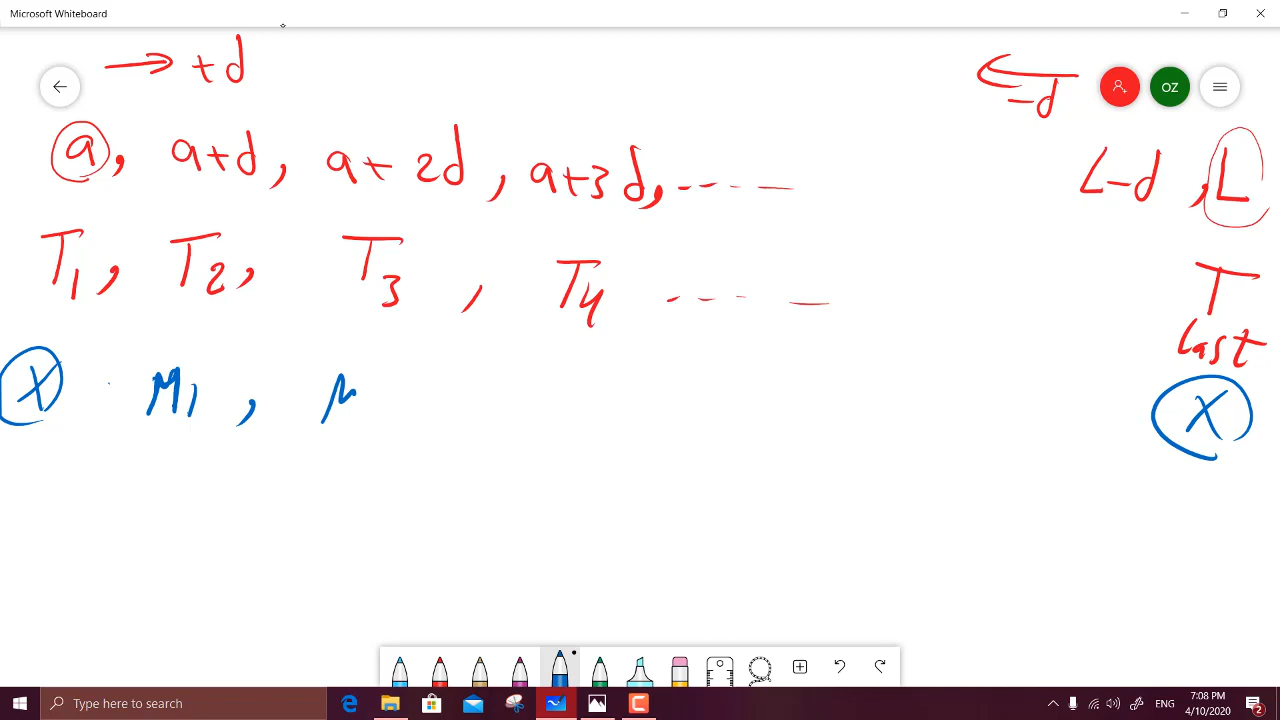 Microsoft Whiteboard
→ +d
-d
OZ
a, a+d, a+2d, a+3d, ..... L-d, L
T1, T2, T3, T4 .....  T last
X M1, M X
Type here to search
ENG
7:08 PM
4/10/2020
2